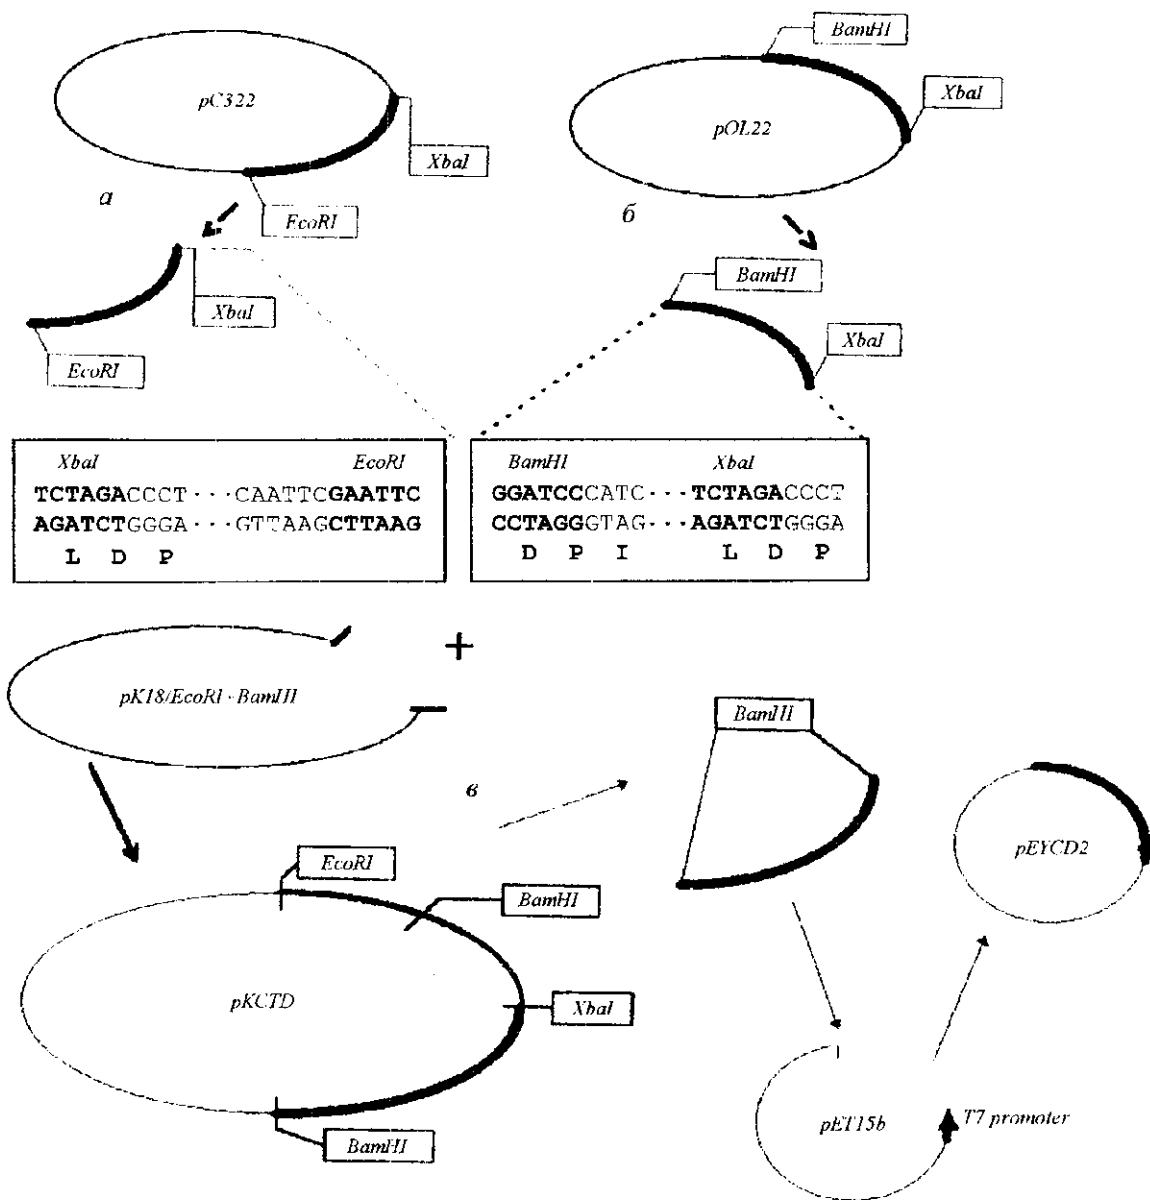 BamHI
pC322
XbaI
pOL22
XbaI
а
EcoRI
б
BamHI
XbaI
XbaI
EcoRI
XbaI EcoRI
TCTAGACCCT···CAATTCGAATTC
AGATCTGGGA···GTTAAGCTTAAG
L D P
BamHI XbaI
GGATCCCATC···TCTAGACCCT
CCTAGGGTAG···AGATCTGGGA
D P I L D P
+
pK18/EcoRI-BamHI
BamHI
в
pEYCD2
EcoRI
BamHI
pKCTD
XbaI
BamHI
pET15b
T7 promoter